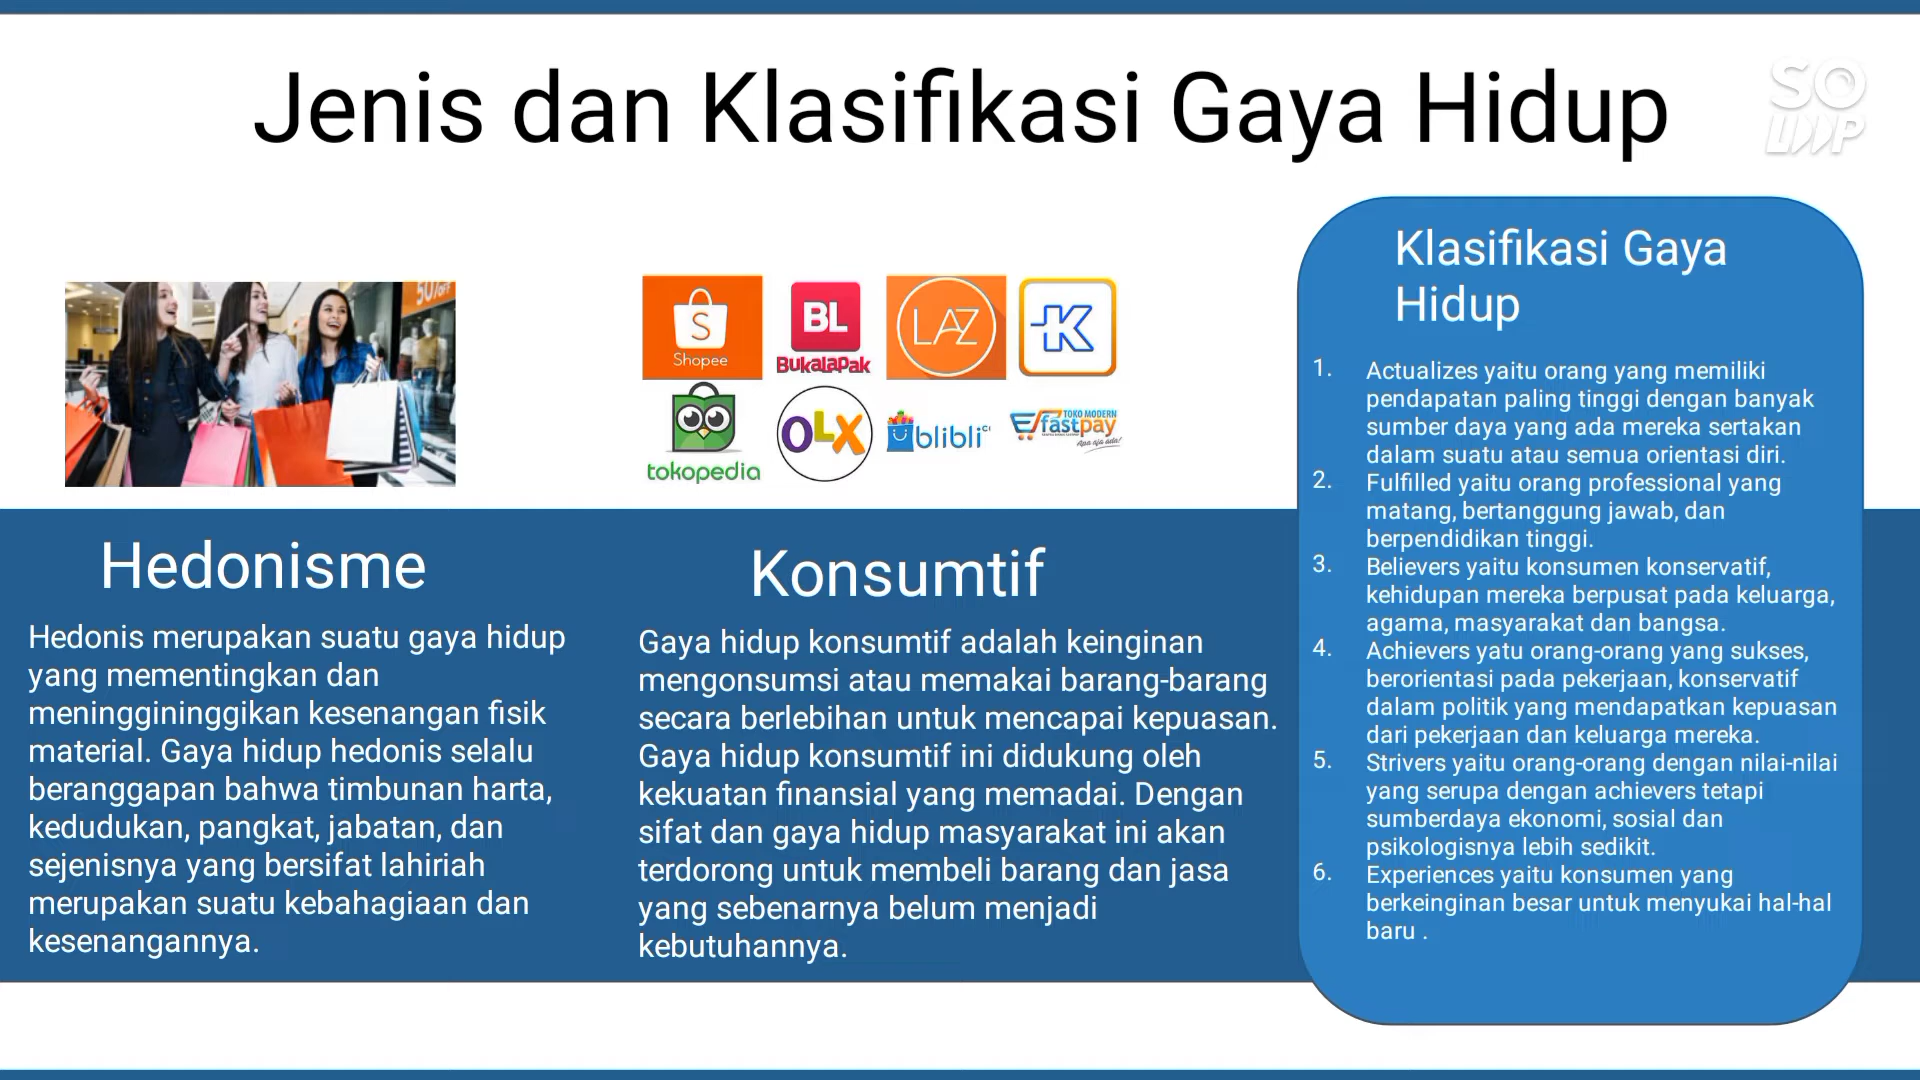 Jenis dan Klasifikasi Gaya Hidup
SO
LOOP
50% off
Shopee
BL
BukalaPak
LAZ
K
tokopedia
OLX
blibli
TOKO MODERN
fastpay
Apa aja ada!
Hedonisme
Hedonis merupakan suatu gaya hidup
yang mementingkan dan
meninggininggikan kesenangan fisik
material. Gaya hidup hedonis selalu
beranggapan bahwa timbunan harta,
kedudukan, pangkat, jabatan, dan
sejenisnya yang bersifat lahiriah
merupakan suatu kebahagiaan dan
kesenangannya.
Konsumtif
Gaya hidup konsumtif adalah keinginan
mengonsumsi atau memakai barang-barang
secara berlebihan untuk mencapai kepuasan.
Gaya hidup konsumtif ini didukung oleh
kekuatan finansial yang memadai. Dengan
sifat dan gaya hidup masyarakat ini akan
terdorong untuk membeli barang dan jasa
yang sebenarnya belum menjadi
kebutuhannya.
Klasifikasi Gaya
Hidup
1. Actualizes yaitu orang yang memiliki
pendapatan paling tinggi dengan banyak
sumber daya yang ada mereka sertakan
dalam suatu atau semua orientasi diri.
2. Fulfilled yaitu orang professional yang
matang, bertanggung jawab, dan
berpendidikan tinggi.
3. Believers yaitu konsumen konservatif,
kehidupan mereka berpusat pada keluarga,
agama, masyarakat dan bangsa.
4. Achievers yatu orang-orang yang sukses,
berorientasi pada pekerjaan, konservatif
dalam politik yang mendapatkan kepuasan
dari pekerjaan dan keluarga mereka.
5. Strivers yaitu orang-orang dengan nilai-nilai
yang serupa dengan achievers tetapi
sumberdaya ekonomi, sosial dan
psikologisnya lebih sedikit.
6. Experiences yaitu konsumen yang
berkeinginan besar untuk menyukai hal-hal
baru .